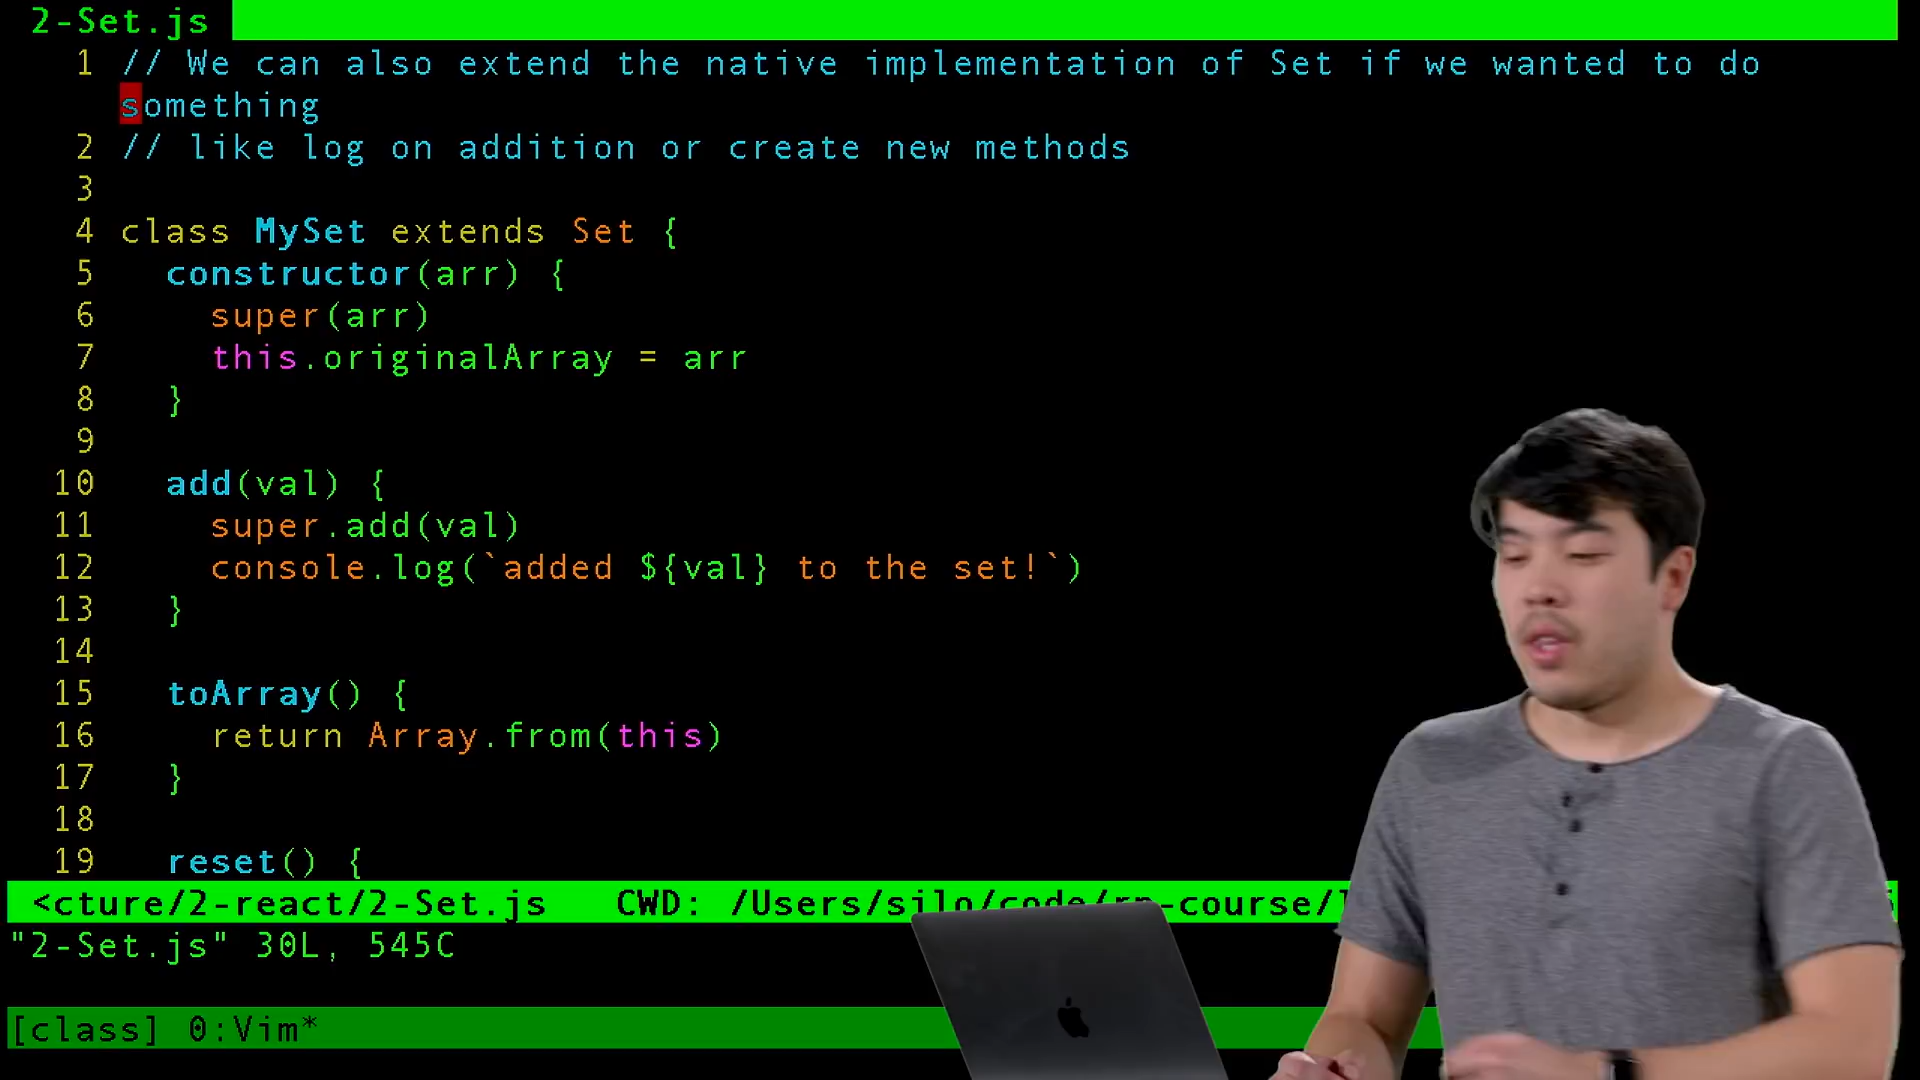 2-Set.js
1 // We can also extend the native implementation of Set if we wanted to do
something
2 // like log on addition or create new methods
3
4 class MySet extends Set {
5 constructor(arr) {
6 super(arr)
7 this.originalArray = arr
8 }
9
10 add(val) {
11 super.add(val)
12 console.log(`added ${val} to the set!`)
13 }
14
15 toArray() {
16 return Array.from(this)
17 }
18
19 reset() {
<cture/2-react/2-Set.js CWD: /Users/silo/code/rn-course/
"2-Set.js" 30L, 545C
[class] 0:Vim*